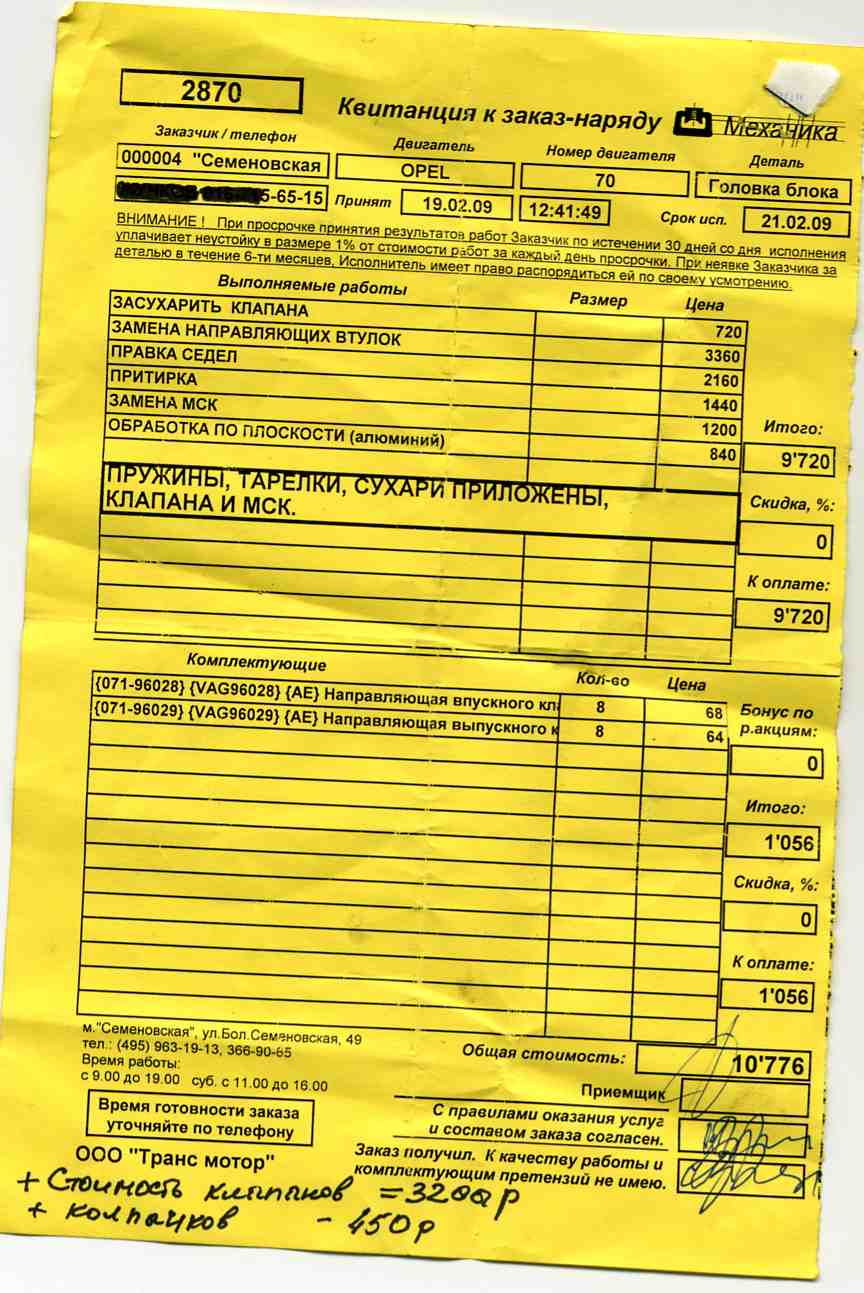 2870
Квитанция к заказ-наряду Механика
Заказчик / телефон Двигатель Номер двигателя Деталь
000004 "Семеновская OPEL 70 Головка блока
5-65-15 Принят 19.02.09 12:41:49 Срок исп. 21.02.09
ВНИМАНИЕ ! При просрочке принятия результатов работ Заказчик по истечении 30 дней со дня исполнения
уплачивает неустойку в размере 1% от стоимости работ за каждый день просрочки. При неявке Заказчика за
деталью в течение 6-ти месяцев, Исполнитель имеет право распорядиться ей по своему усмотрению.
Выполняемые работы Размер Цена
ЗАСУХАРИТЬ КЛАПАНА 720
ЗАМЕНА НАПРАВЛЯЮЩИХ ВТУЛОК 3360
ПРАВКА СЕДЕЛ 2160
ПРИТИРКА 1440
ЗАМЕНА МСК 1200
ОБРАБОТКА ПО ПЛОСКОСТИ (алюминий) 840
Итого:
9'720
ПРУЖИНЫ, ТАРЕЛКИ, СУХАРИ ПРИЛОЖЕНЫ,
КЛАПАНА И МСК.
Скидка, %:
0
К оплате:
9'720
Комплектующие Кол-во Цена
{071-96028} {VAG96028} {AE} Направляющая впускного кл 8 68
{071-96029} {VAG96029} {AE} Направляющая выпускного к 8 64
Бонус по
р.акциям:
0
Итого:
1'056
Скидка, %:
0
К оплате:
1'056
м."Семеновская", ул.Бол.Семеновская, 49
тел.: (495) 963-19-13, 366-90-65
Время работы:
с 9.00 до 19.00 суб. с 11.00 до 16.00
Общая стоимость: 10'776
Приемщик
Время готовности заказа
уточняйте по телефону
С правилами оказания услуг
и составом заказа согласен.
ООО "Транс мотор"
Заказ получил. К качеству работы и
комплектующим претензий не имею.
+ Стоимость клапанов = 3200р
+ колпачков - 450р